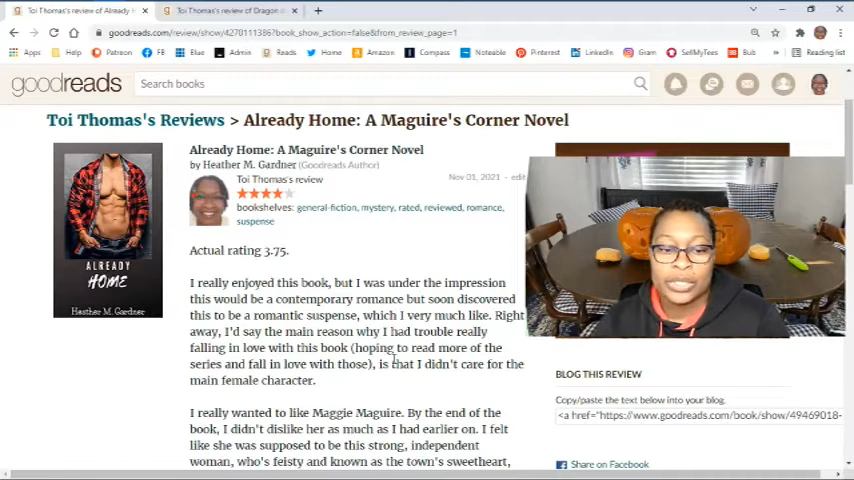 Toi Thomas's review of Already H
Toi Thomas's review of Dragon d
goodreads.com/review/show/4270111386?book_show_action=false&from_review_page=1
Apps
Lib
Patreon
FB
Blue
Admin
Reads
Home
Amazon
Compass
Noteable
Pinterest
LinkedIn
Gram
SelfMyTees
Bub
Reading list
goodreads
Search books
Toi Thomas's Reviews > Already Home: A Maguire's Corner Novel
Already Home: A Maguire's Corner Novel
by Heather M. Gardner (Goodreads Author)
Toi Thomas's review
Nov 01, 2021 - edit
bookshelves: general-fiction, mystery, rated, reviewed, romance,
suspense
ALREADY
HOME
Heather M. Gardner
Actual rating 3.75.
I really enjoyed this book, but I was under the impression
this would be a contemporary romance but soon discovered
this to be a romantic suspense, which I very much like. Right
away, I'd say the main reason why I had trouble really
falling in love with this book (hoping to read more of the
series and fall in love with those), is that I didn't care for the
main female character.
I really wanted to like Maggie Maguire. By the end of the
book, I didn't dislike her as much as I had earlier on. I felt
like she was supposed to be this strong, independent
woman, who's feisty and known as the town's sweetheart,
BLOG THIS REVIEW
Copy/paste the text below into your blog.
<a href="https://www.goodreads.com/book/show/49469018-
Share on Facebook